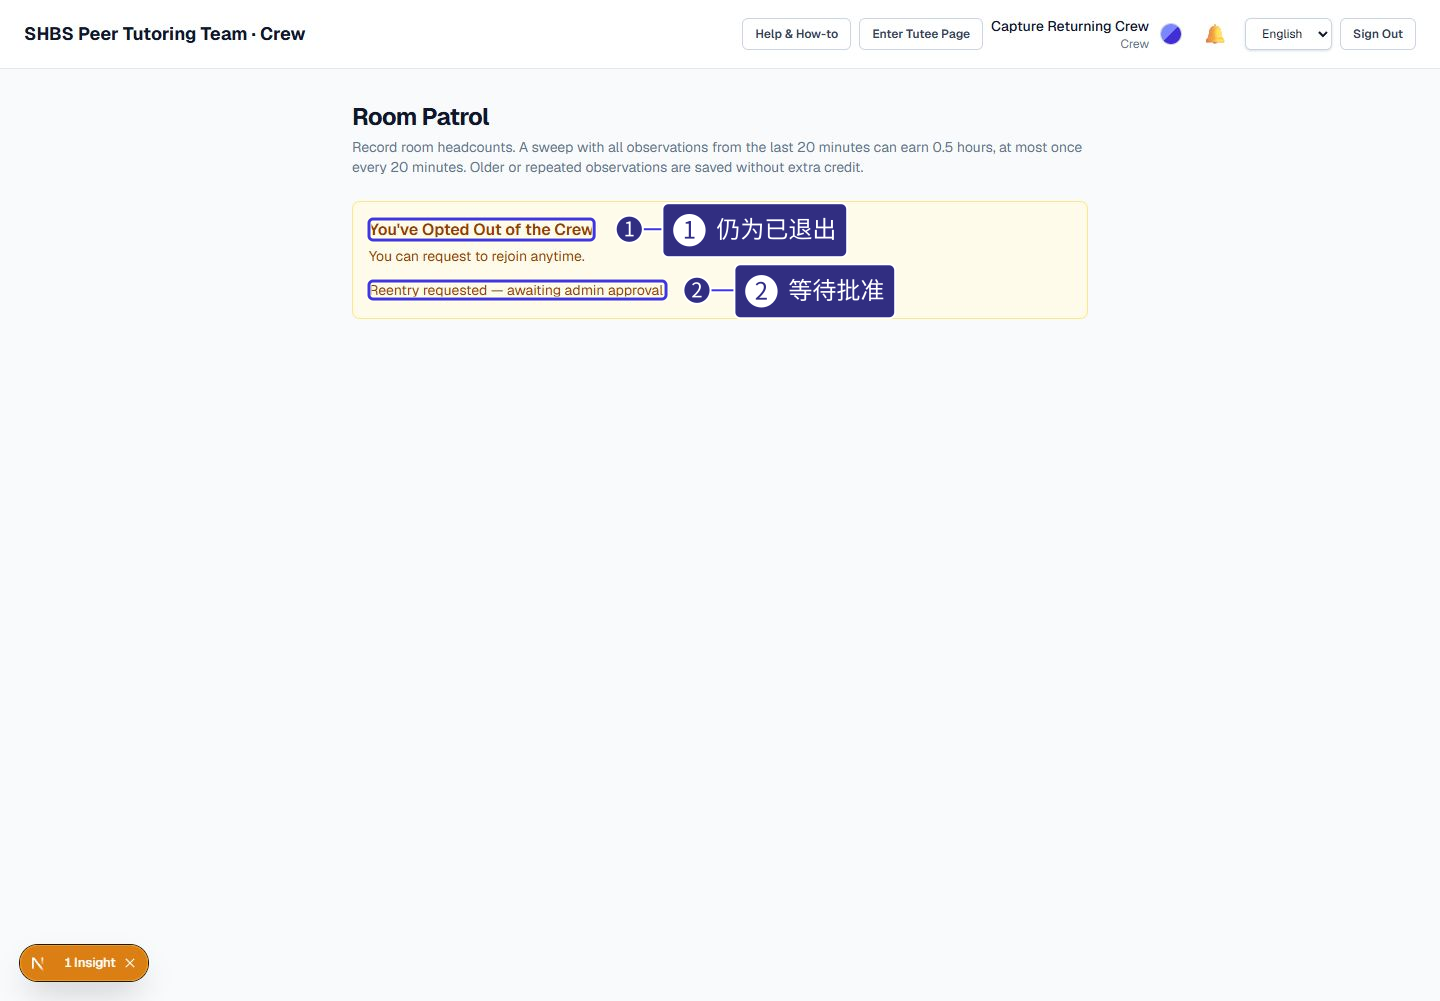 SHBS Peer Tutoring Team · Crew
Help & How-to
Enter Tutee Page
Capture Returning Crew
Crew
English
Sign Out
Room Patrol
Record room headcounts. A sweep with all observations from the last 20 minutes can earn 0.5 hours, at most once
every 20 minutes. Older or repeated observations are saved without extra credit.
You've Opted Out of the Crew
1
1 仍为已退出
You can request to rejoin anytime.
Reentry requested — awaiting admin approval
2
2 等待批准
N
1 Insight